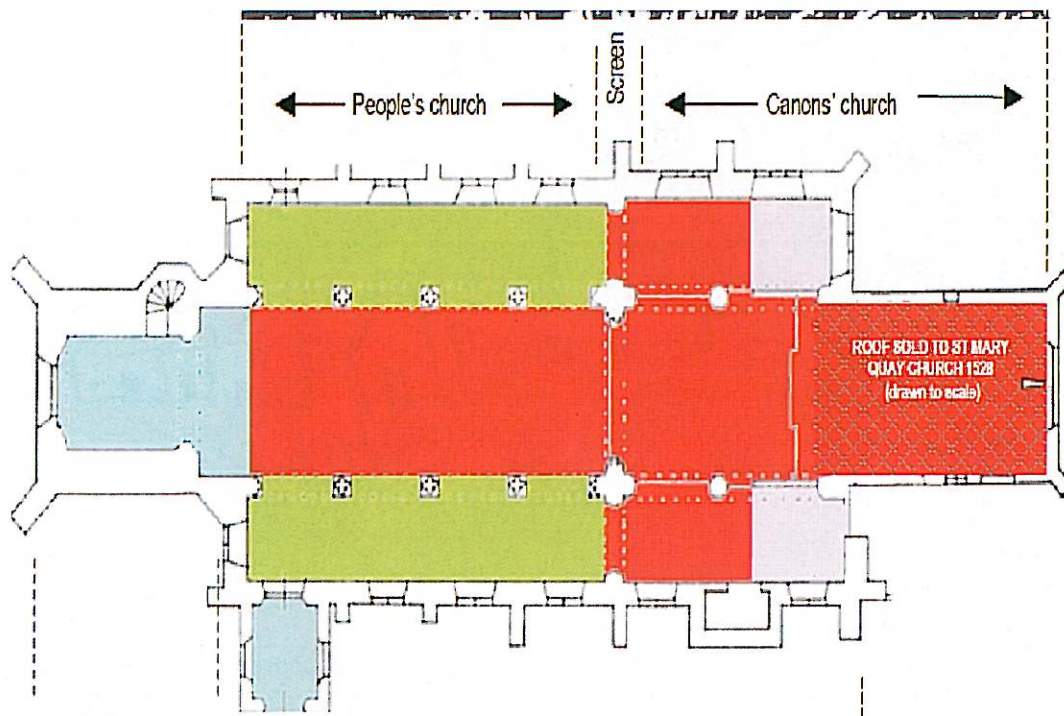 Screen
People's church
Canons' church
ROOF SOLD TO ST MARY
QUAY CHURCH 1528
(drawn to scale)